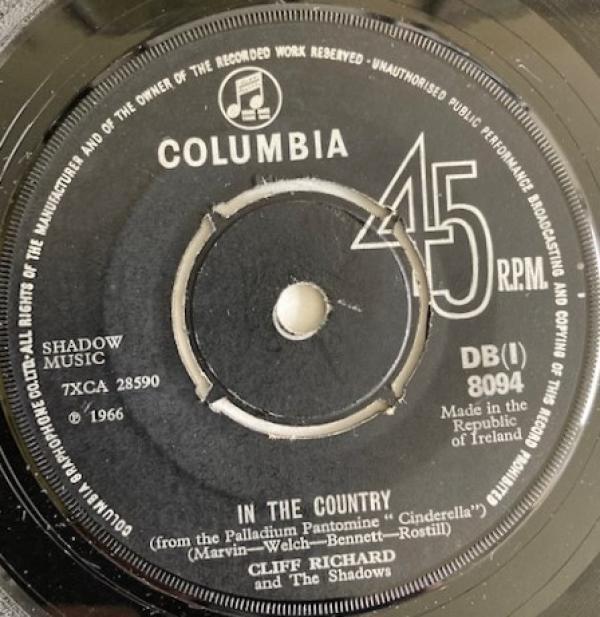 COLUMBIA GRAPHOPHONE CO.LTD·ALL RIGHTS OF THE MANUFACTURER AND OF THE OWNER OF THE RECORDED WORK RESERVED·UNAUTHORISED PUBLIC PERFORMANCE BROADCASTING AND COPYING OF THIS RECORD PROHIBITED
COLUMBIA
45
R.P.M.
SHADOW
MUSIC
7XCA 28590
℗ 1966
DB(I)
8094
Made in the
Republic
of Ireland
IN THE COUNTRY
(from the Palladium Pantomine "Cinderella")
(Marvin—Welch—Bennett—Rostill)
CLIFF RICHARD
and The Shadows